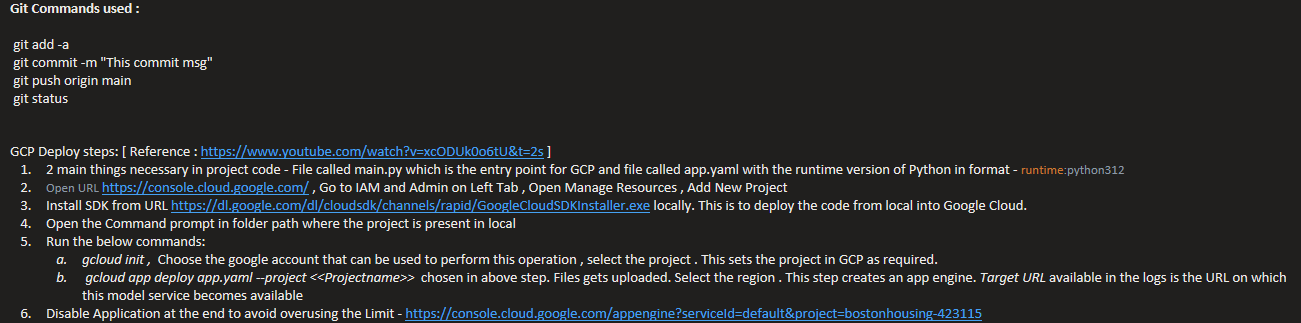 Git Commands used :
git add -a
git commit -m "This commit msg"
git push origin main
git status
GCP Deploy steps: [ Reference : https://www.youtube.com/watch?v=xcODUk0o6tU&t=2s ]
1. 2 main things necessary in project code - File called main.py which is the entry point for GCP and file called app.yaml with the runtime version of Python in format - runtime:python312
2. Open URL https://console.cloud.google.com/ , Go to IAM and Admin on Left Tab , Open Manage Resources , Add New Project
3. Install SDK from URL https://dl.google.com/dl/cloudsdk/channels/rapid/GoogleCloudSDKInstaller.exe locally. This is to deploy the code from local into Google Cloud.
4. Open the Command prompt in folder path where the project is present in local
5. Run the below commands:
a. gcloud init , Choose the google account that can be used to perform this operation , select the project . This sets the project in GCP as required.
b. gcloud app deploy app.yaml --project <<Projectname>> chosen in above step. Files gets uploaded. Select the region . This step creates an app engine. Target URL available in the logs is the URL on which
this model service becomes available
6. Disable Application at the end to avoid overusing the Limit - https://console.cloud.google.com/appengine?serviceId=default&project=bostonhousing-423115